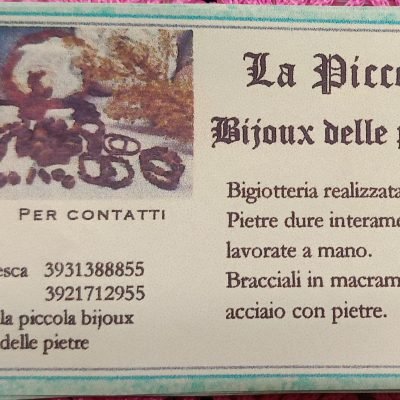 La Picco
Bijoux delle p
Bigiotteria realizzata
Pietre dure interame
lavorate a mano.
Bracciali in macram
acciaio con pietre.
Per contatti
esca 3931388855
3921712955
la piccola bijoux
delle pietre